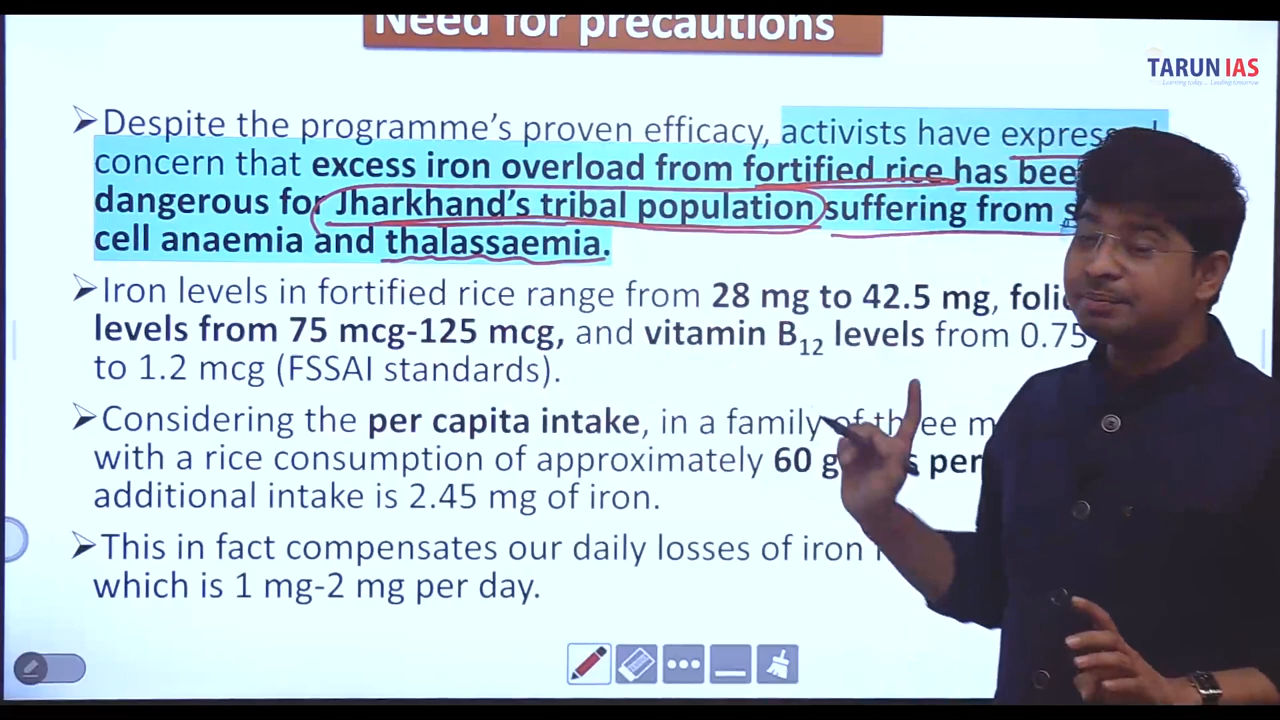 Need for precautions
TARUN IAS
➢Despite the programme's proven efficacy, activists have
concern that excess iron overload from fortified rice has
dangerous for Jharkhand's tribal population suffering from
cell anaemia and thalassaemia.
➢Iron levels in fortified rice range from 28 mg to 42.5 mg,
levels from 75 mcg-125 mcg, and vitamin B12 levels from 0.75
to 1.2 mcg (FSSAI standards).
➢Considering the per capita intake, in a family of three
with a rice consumption of approximately 60 per
additional intake is 2.45 mg of iron.
➢This in fact compensates our daily losses of iron
which is 1 mg-2 mg per day.